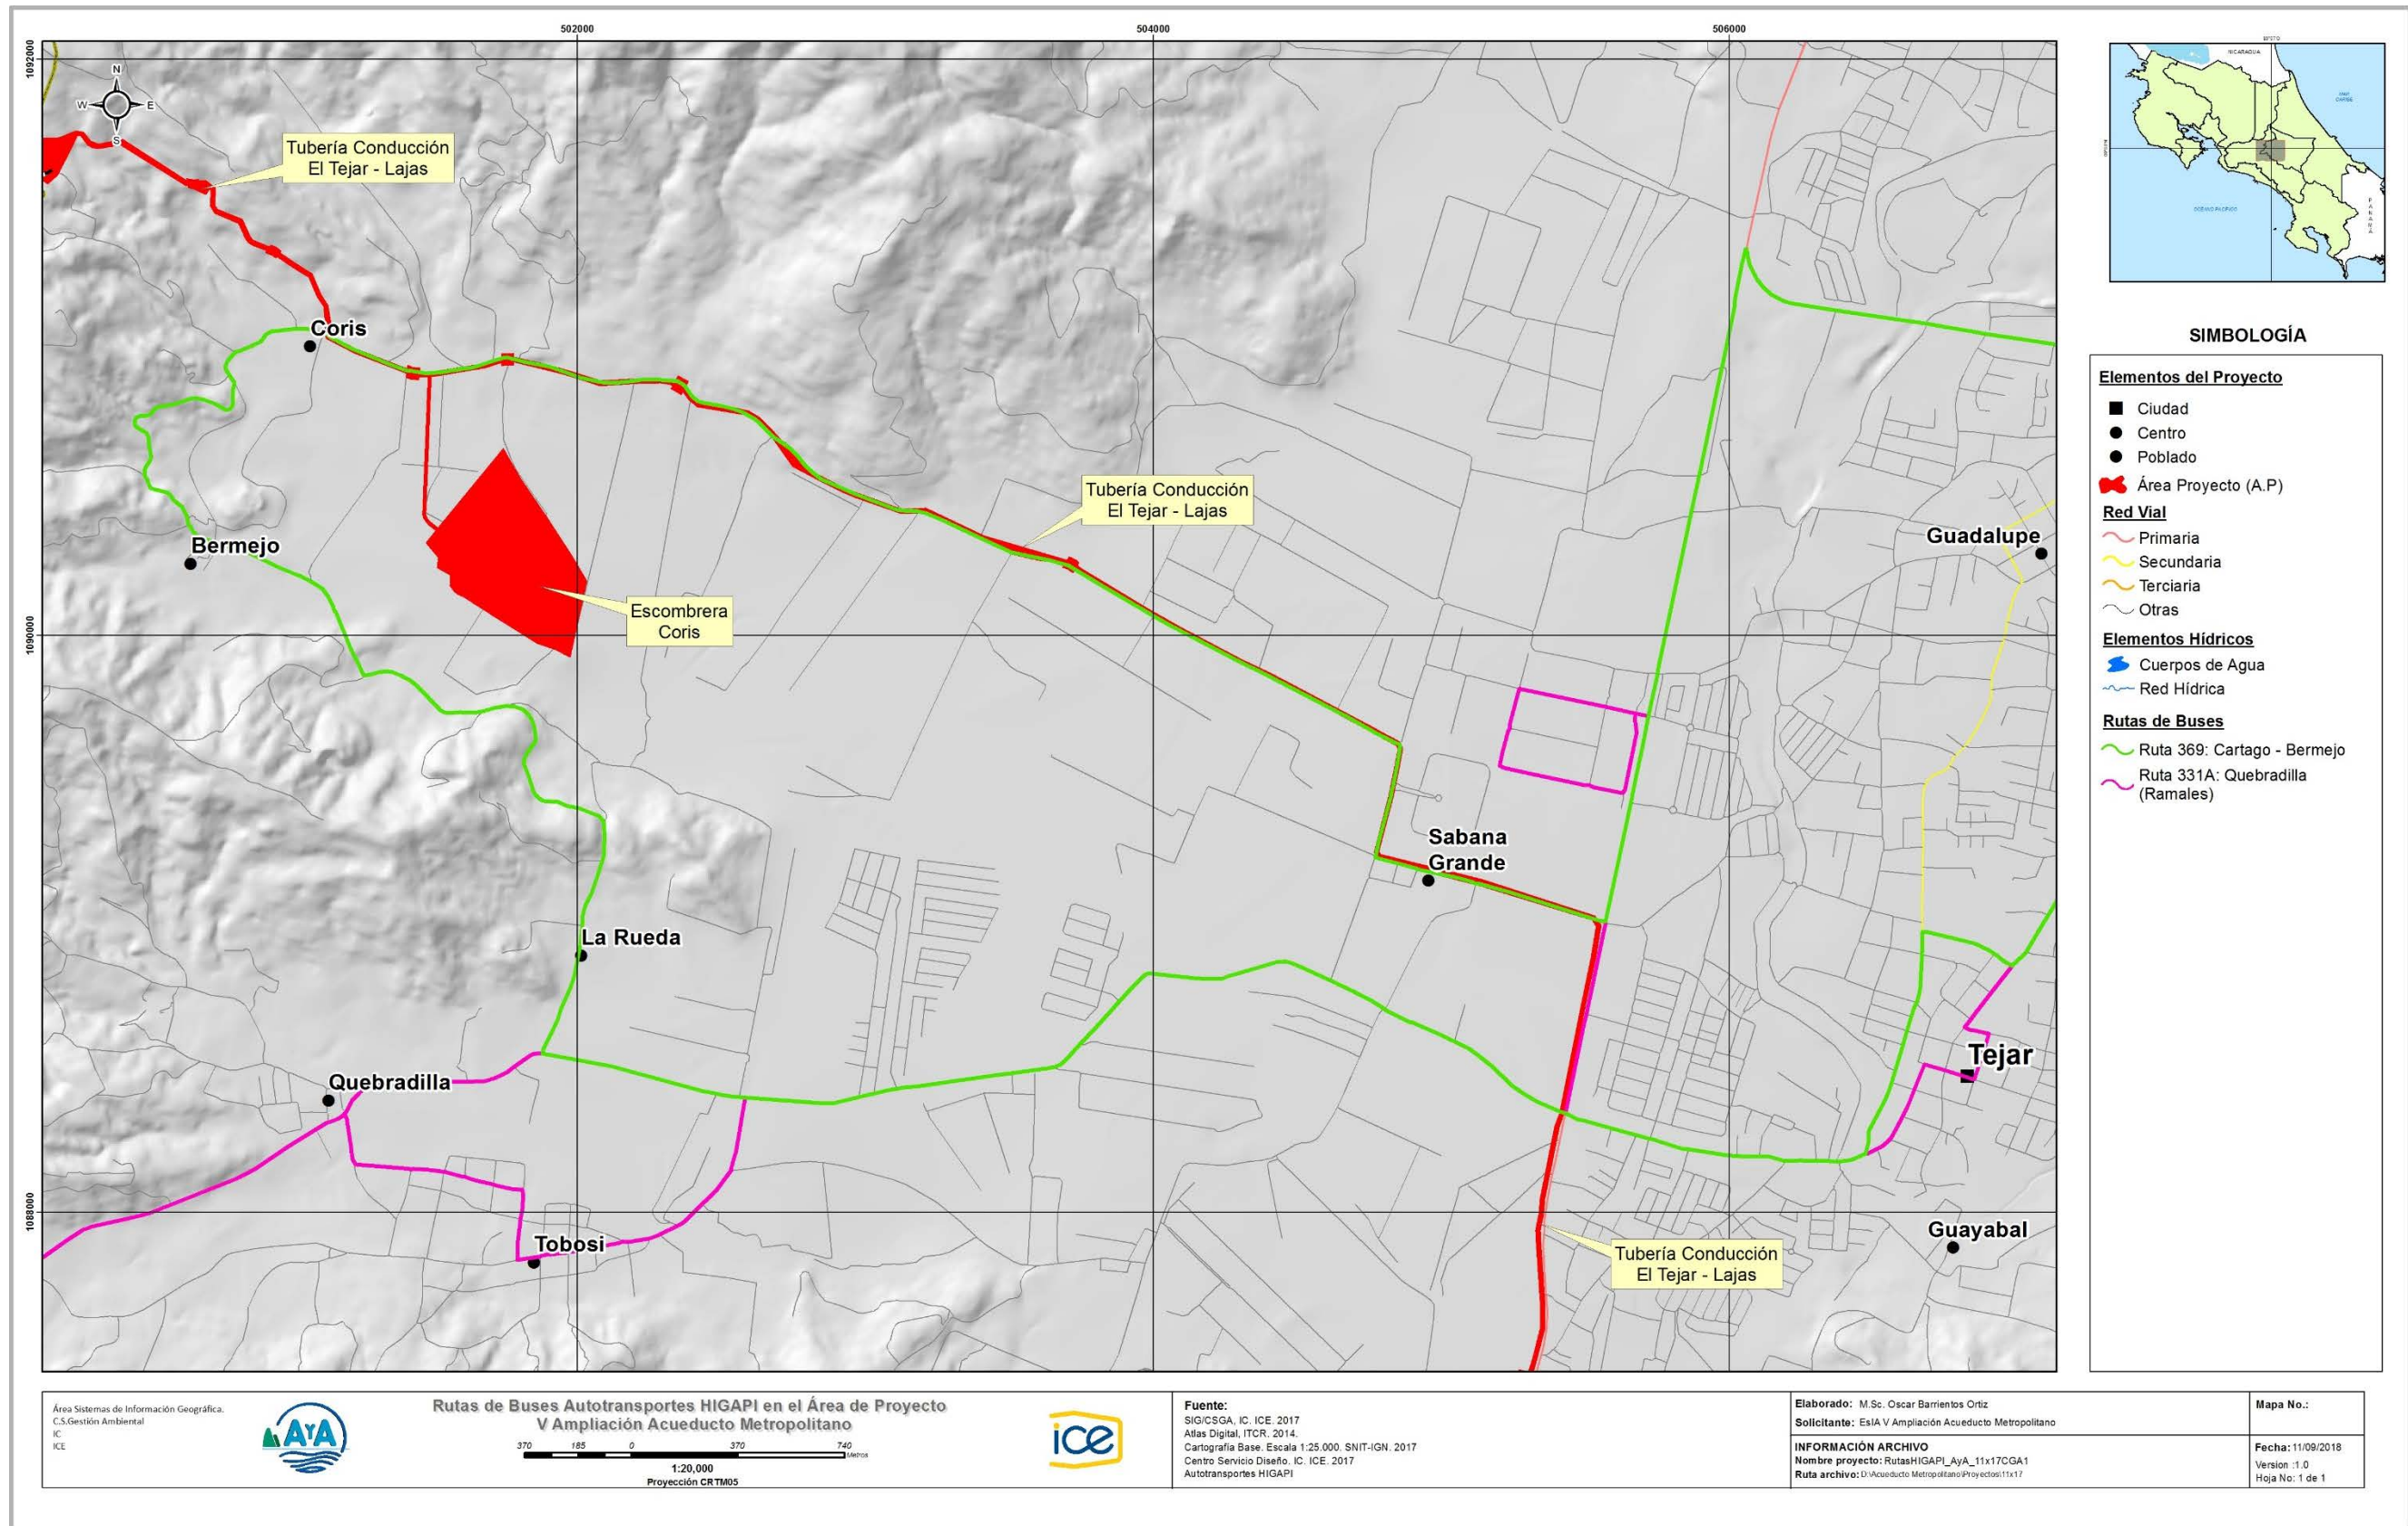 502000
504000
506000
1092000
1090000
1088000
N
W
E
S
Tubería Conducción
El Tejar - Lajas
Coris
Bermejo
Escombrera
Coris
Tubería Conducción
El Tejar - Lajas
Guadalupe
Sabana
Grande
La Rueda
Quebradilla
Tejar
Tobosi
Guayabal
Tubería Conducción
El Tejar - Lajas
NICARAGUA
MAR
CARIBE
OCÉANO PACÍFICO
PANAMÁ
SIMBOLOGÍA
Elementos del Proyecto
Ciudad
Centro
Poblado
Área Proyecto (A.P)
Red Vial
Primaria
Secundaria
Terciaria
Otras
Elementos Hídricos
Cuerpos de Agua
Red Hídrica
Rutas de Buses
Ruta 369: Cartago - Bermejo
Ruta 331A: Quebradilla
(Ramales)
Área Sistemas de Información Geográfica.
C.S.Gestión Ambiental
IC
ICE
AyA
Rutas de Buses Autotransportes HIGAPI en el Área de Proyecto
V Ampliación Acueducto Metropolitano
370 185 0 370 740
Metros
1:20,000
Proyección CRTM05
ice
Fuente:
SIG/CSGA, IC. ICE. 2017
Atlas Digital, ITCR. 2014.
Cartografía Base. Escala 1:25.000. SNIT-IGN. 2017
Centro Servicio Diseño. IC. ICE. 2017
Autotransportes HIGAPI
Elaborado: M.Sc. Oscar Barrientos Ortiz
Solicitante: EsIA V Ampliación Acueducto Metropolitano
INFORMACIÓN ARCHIVO
Nombre proyecto: RutasHIGAPI_AyA_11x17CGA1
Ruta archivo: D:\Acueducto Metropolitano\Proyectos\11x17
Mapa No.:
Fecha: 11/09/2018
Version :1.0
Hoja No: 1 de 1